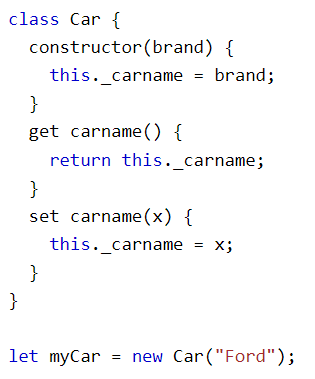 class Car {
  constructor(brand) {
    this._carname = brand;
  }
  get carname() {
    return this._carname;
  }
  set carname(x) {
    this._carname = x;
  }
}

let myCar = new Car("Ford");